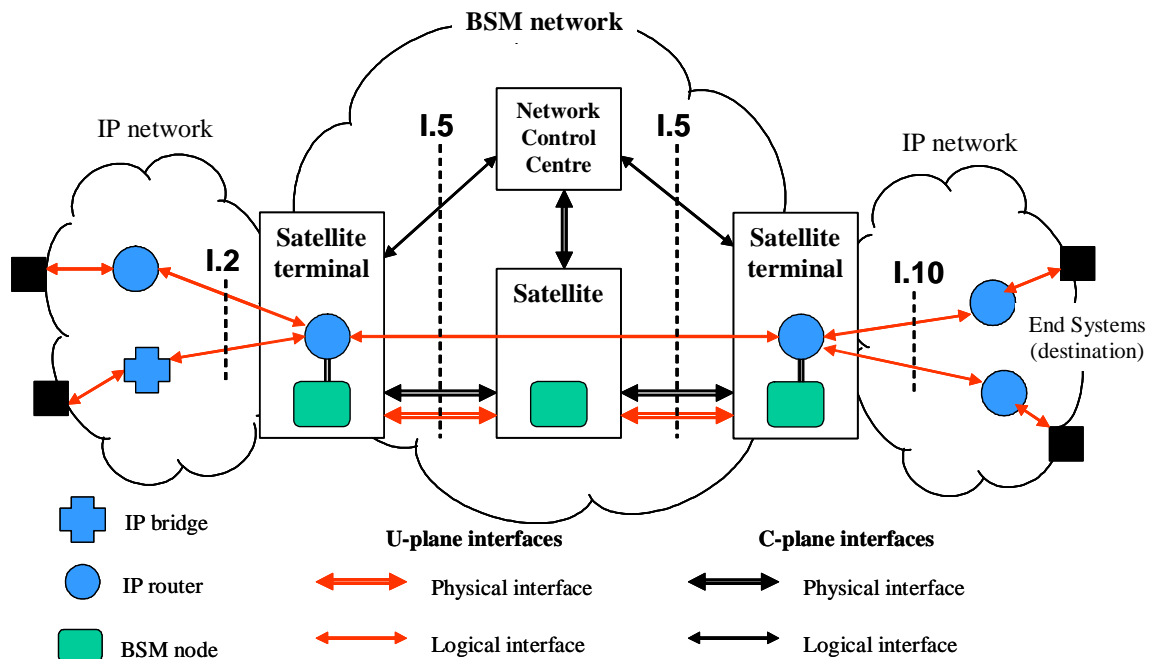 BSM network
IP network
I.5
Network
Control
Centre
I.5
IP network
I.2
Satellite
terminal
Satellite
Satellite
terminal
I.10
End Systems
(destination)
IP bridge
U-plane interfaces
C-plane interfaces
IP router
Physical interface
Physical interface
BSM node
Logical interface
Logical interface